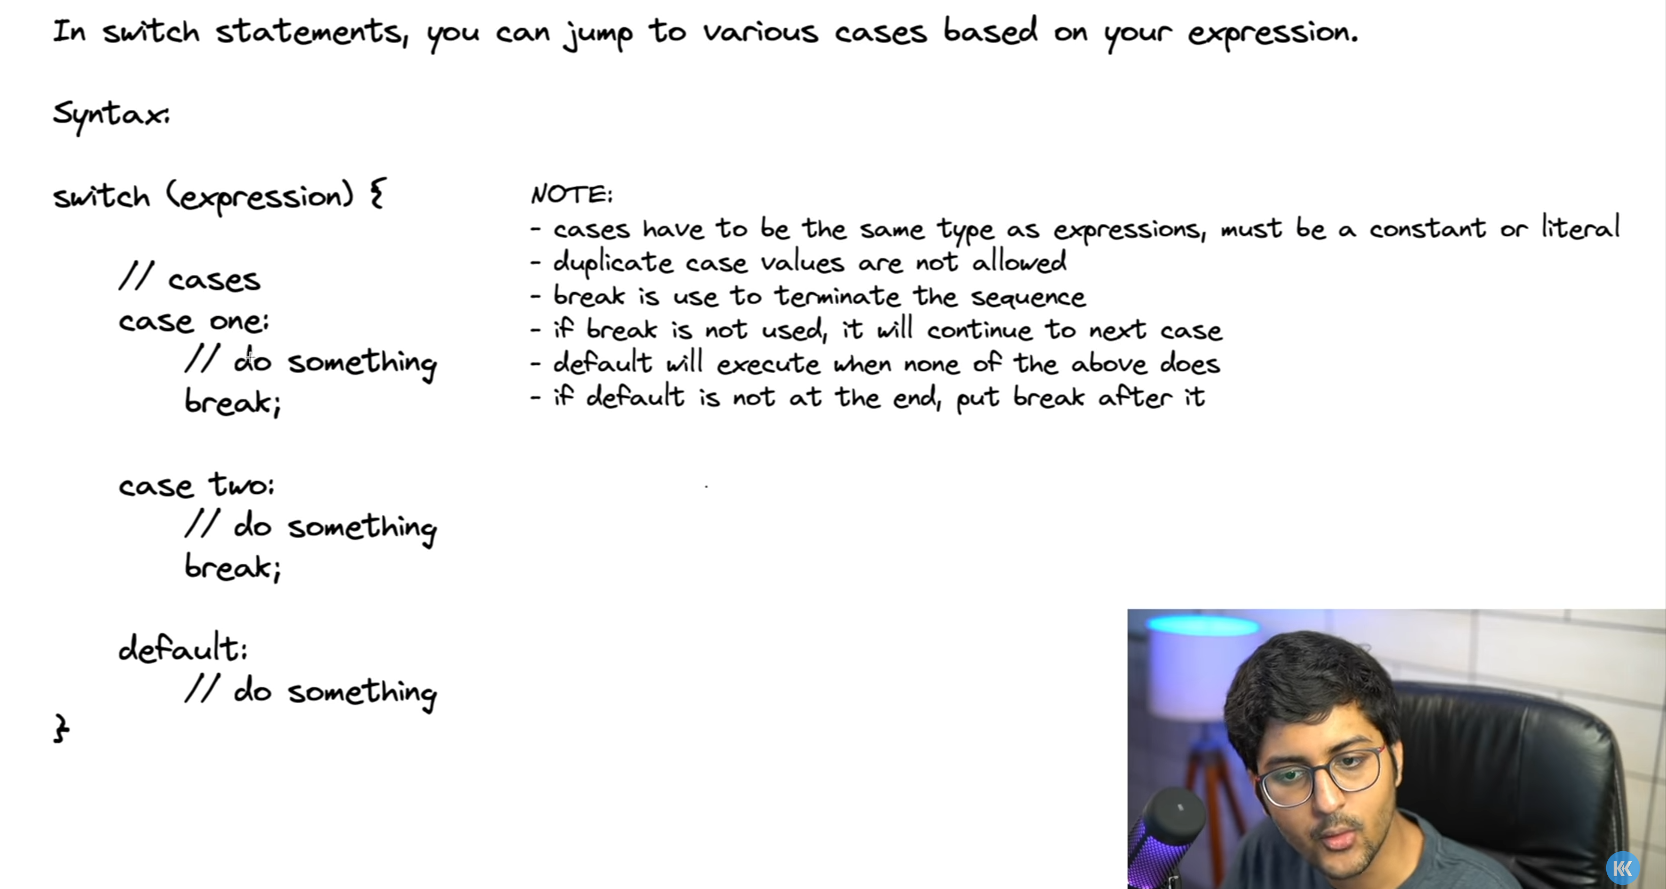 In switch statements, you can jump to various cases based on your expression.
Syntax:
switch (expression) {
// cases
case one:
// do something
break;
case two:
// do something
break;
default:
// do something
}
NOTE:
- cases have to be the same type as expressions, must be a constant or literal
- duplicate case values are not allowed
- break is use to terminate the sequence
- if break is not used, it will continue to next case
- default will execute when none of the above does
- if default is not at the end, put break after it
KK